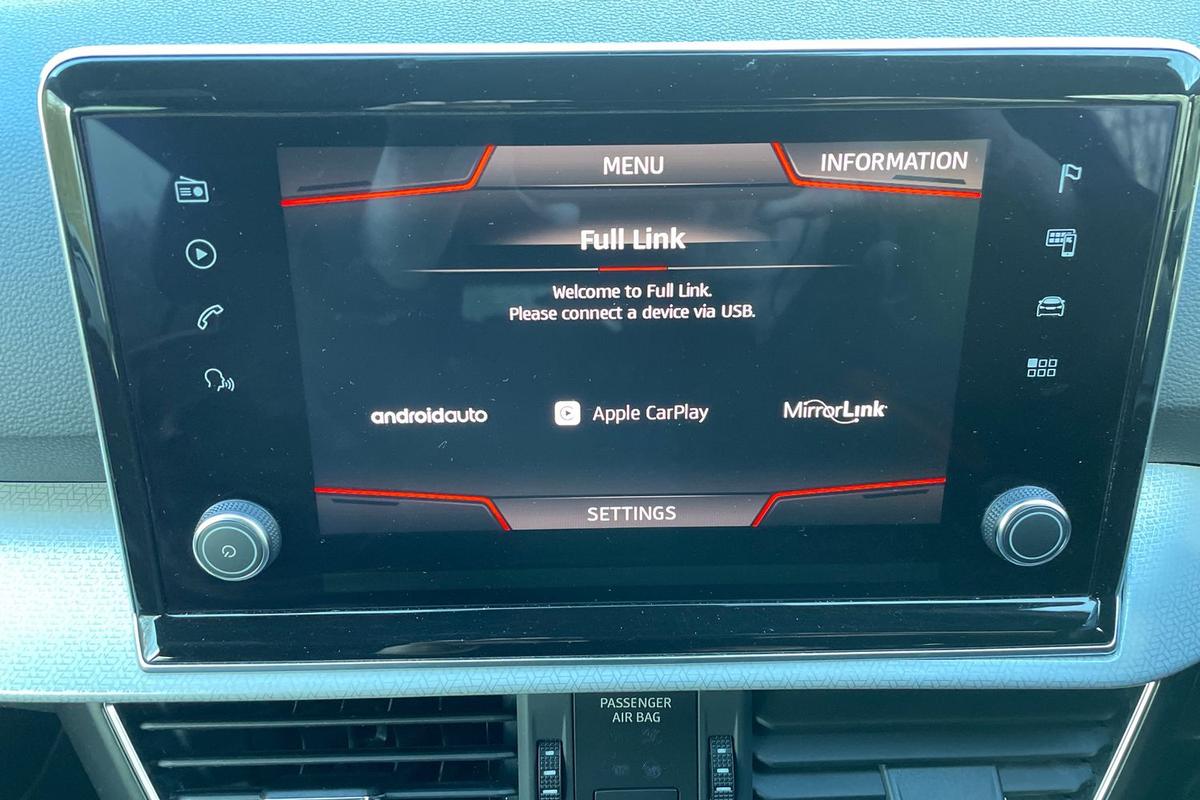 MENU
INFORMATION
Full Link
Welcome to Full Link.
Please connect a device via USB.
androidauto
Apple CarPlay
MirrorLink
SETTINGS
PASSENGER
AIR BAG